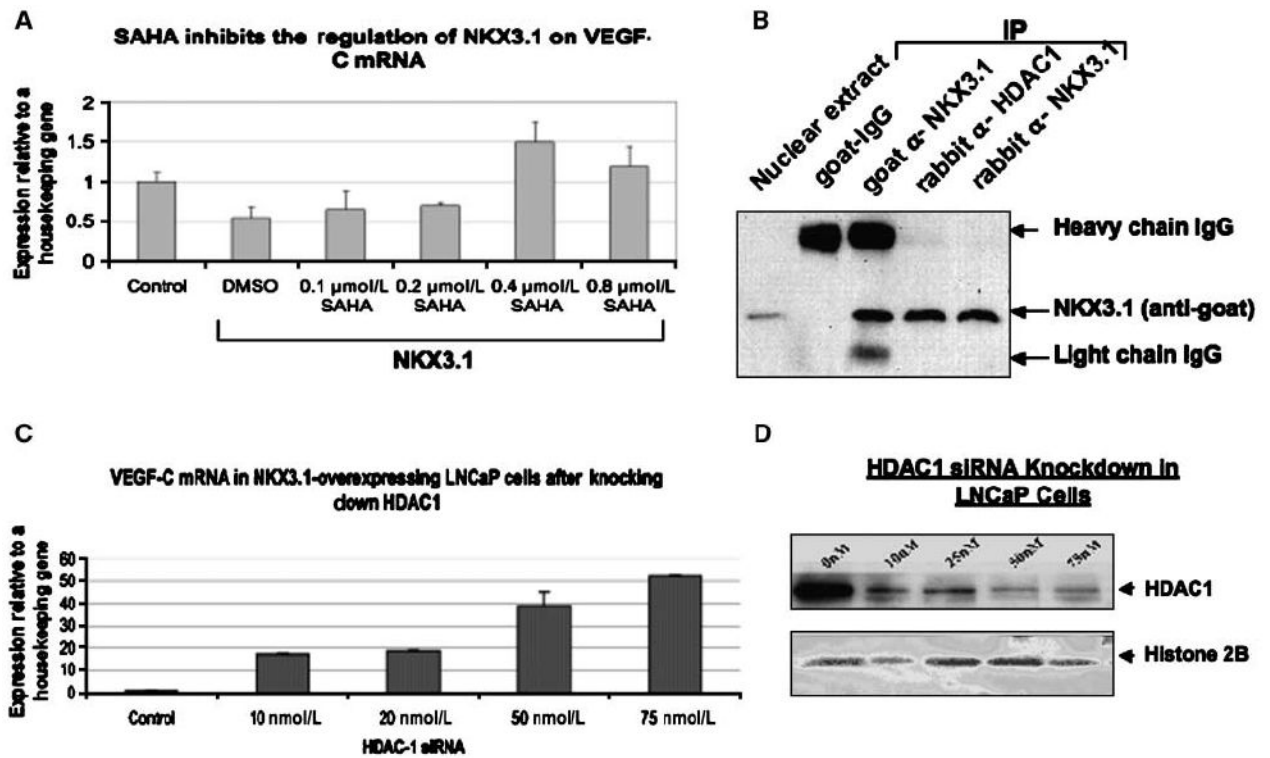 A
SAHA inhibits the regulation of NKX3.1 on VEGF-
C mRNA
Expression relative to a
housekeeping gene
2
1.5
1
0.5
0
Control
DMSO
0.1 µmol/L
SAHA
0.2 µmol/L
SAHA
0.4 µmol/L
SAHA
0.8 µmol/L
SAHA
NKX3.1
B
IP
Nuclear extract
goat-IgG
goat α- NKX3.1
rabbit α- HDAC1
rabbit α- NKX3.1
Heavy chain IgG
NKX3.1 (anti-goat)
Light chain IgG
C
VEGF-C mRNA in NKX3.1-overexpressing LNCaP cells after knocking
down HDAC1
Expression relative to a
housekeeping gene
60
50
40
30
20
10
0
Control
10 nmol/L
20 nmol/L
50 nmol/L
75 nmol/L
HDAC-1 siRNA
D
HDAC1 siRNA Knockdown in
LNCaP Cells
0nM
10nM
25nM
50nM
75nM
HDAC1
Histone 2B